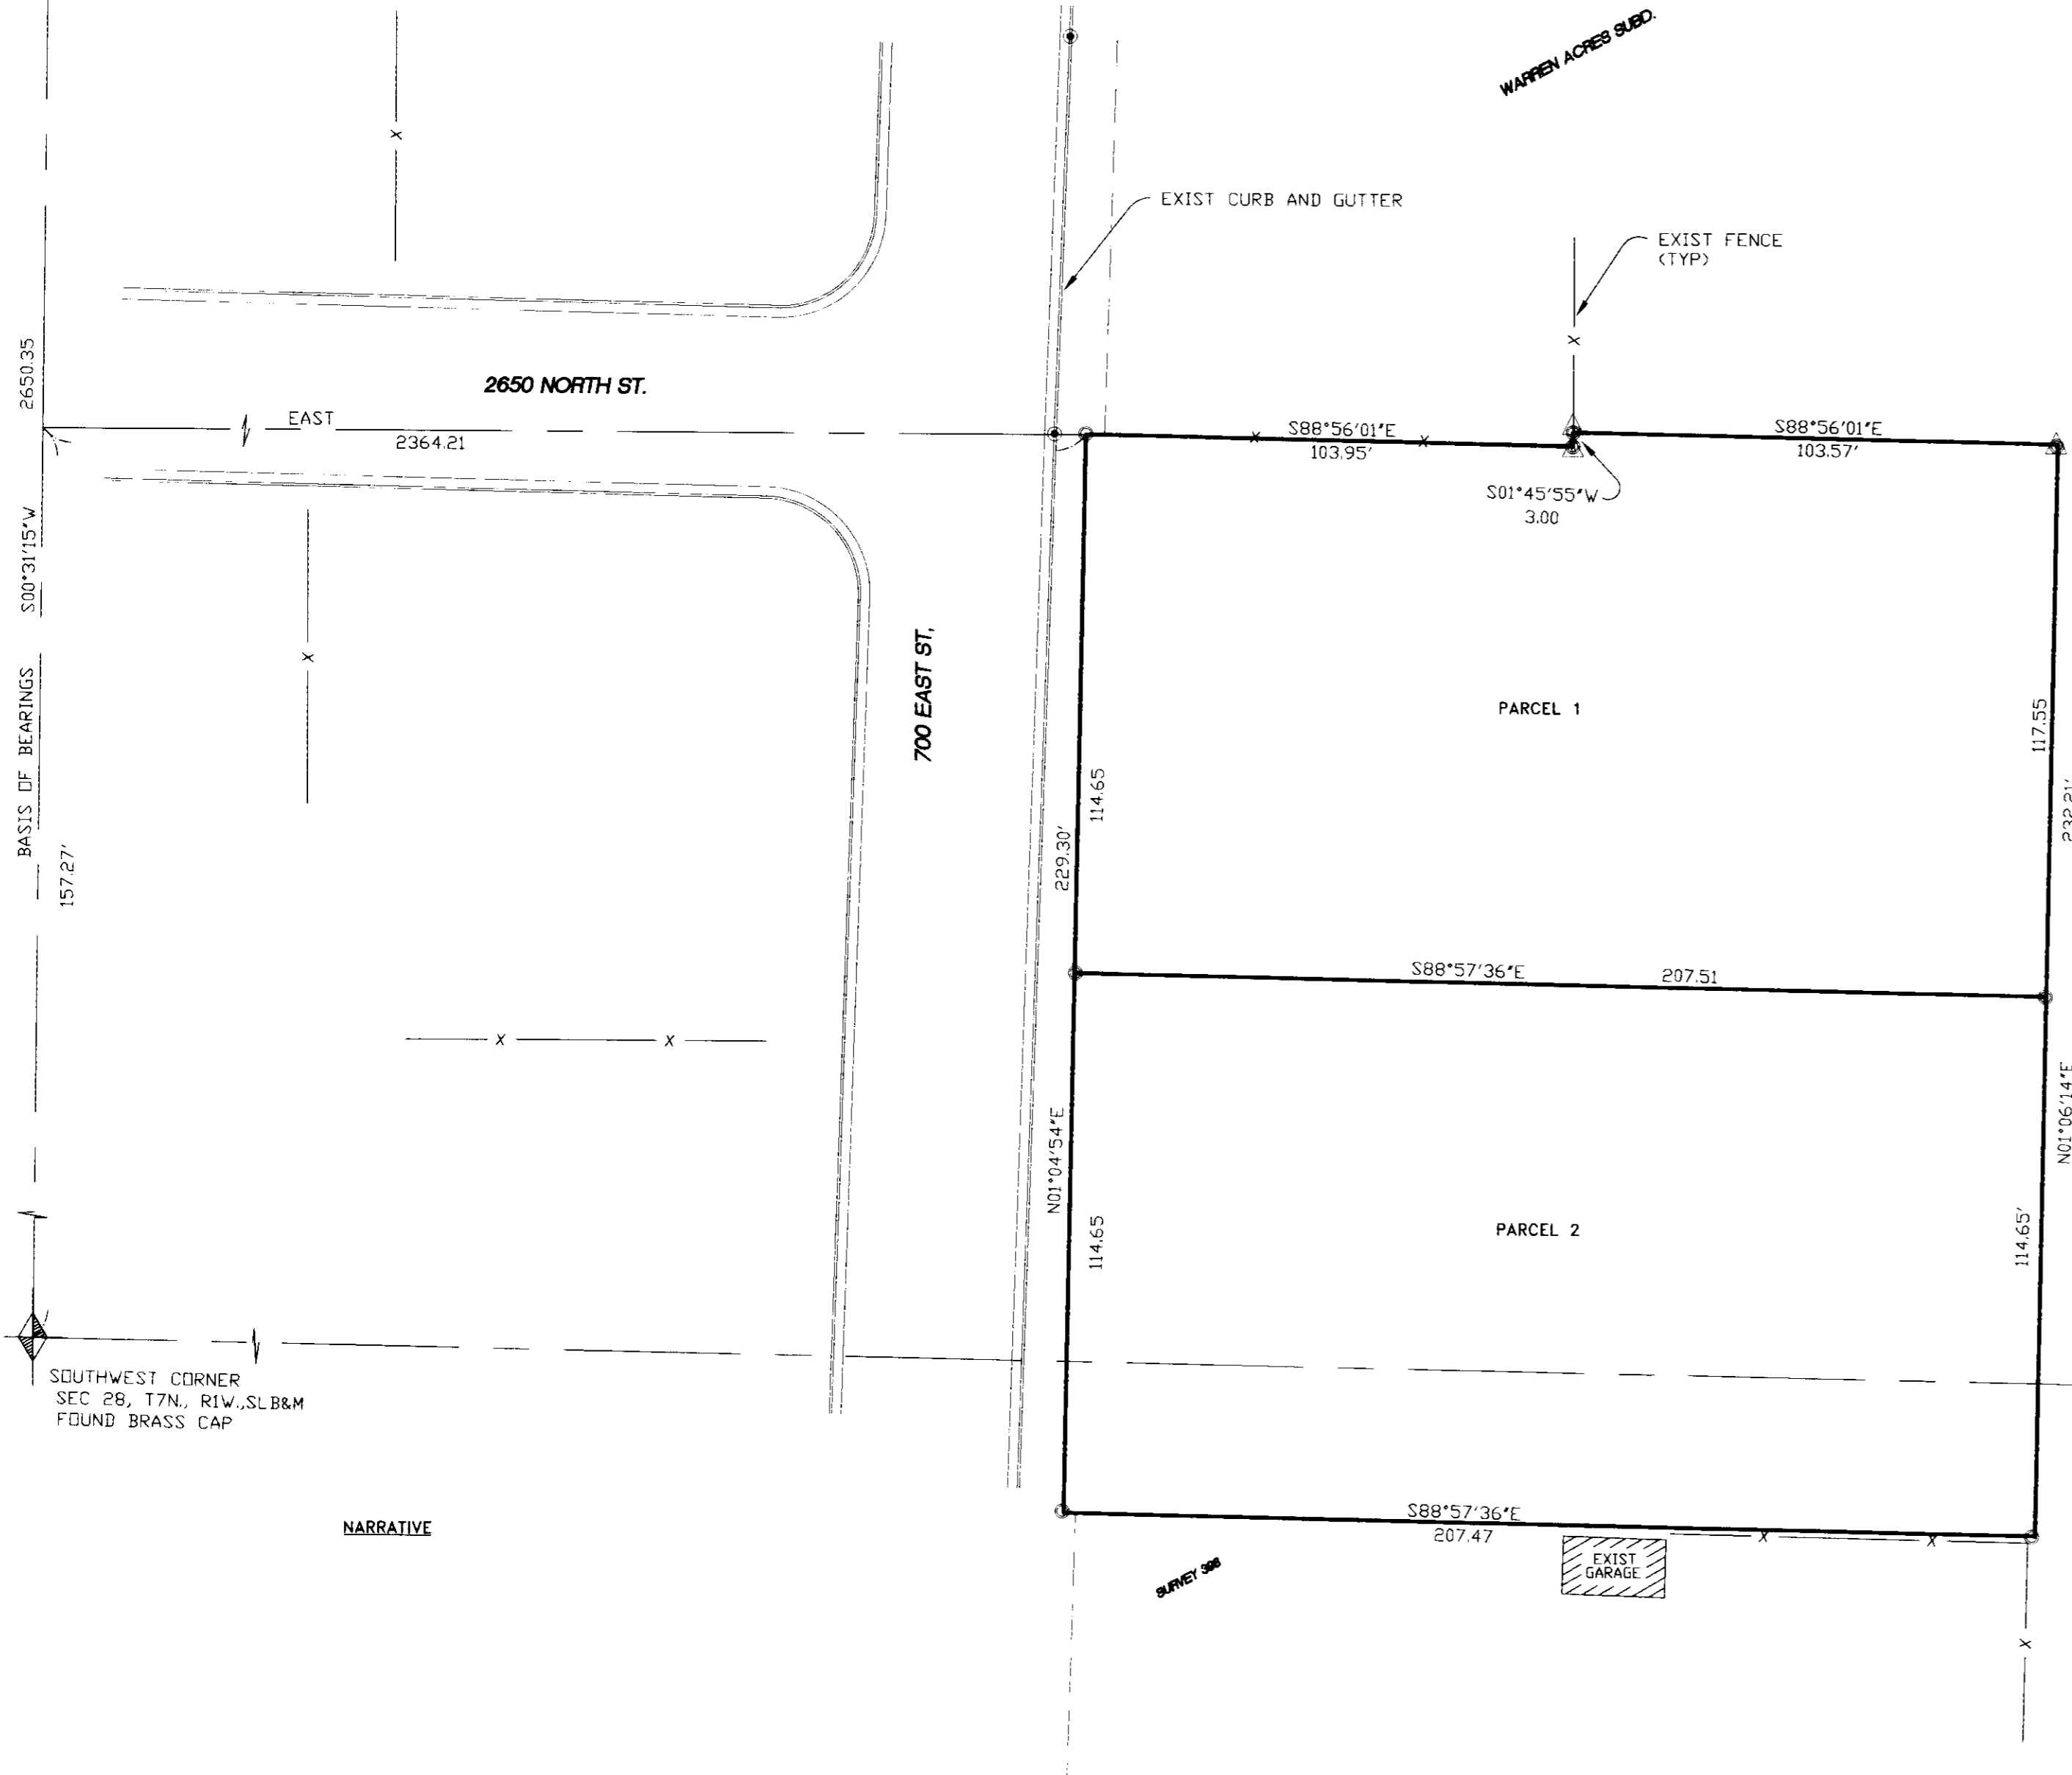 WARREN ACRES SUBD.
EXIST CURB AND GUTTER
EXIST FENCE
(TYP)
2650.35
2650 NORTH ST.
EAST
2364.21
S88°56'01"E
103.95'
S88°56'01"E
103.57'
S01°45'55"W
3.00
BASIS OF BEARINGS S00°31'15"W
157.27'
700 EAST ST.
PARCEL 1
114.65
229.30'
117.55
232.21'
S88°57'36"E 207.51
N01°04'54"E
N01°06'14"E
114.65
PARCEL 2
114.65'
SOUTHWEST CORNER
SEC 28, T7N., R1W.,SLB&M
FOUND BRASS CAP
NARRATIVE
S88°57'36"E
207.47
EXIST
GARAGE
SURVEY 398
X
X
X
X
X
X
X
X
X
X
X